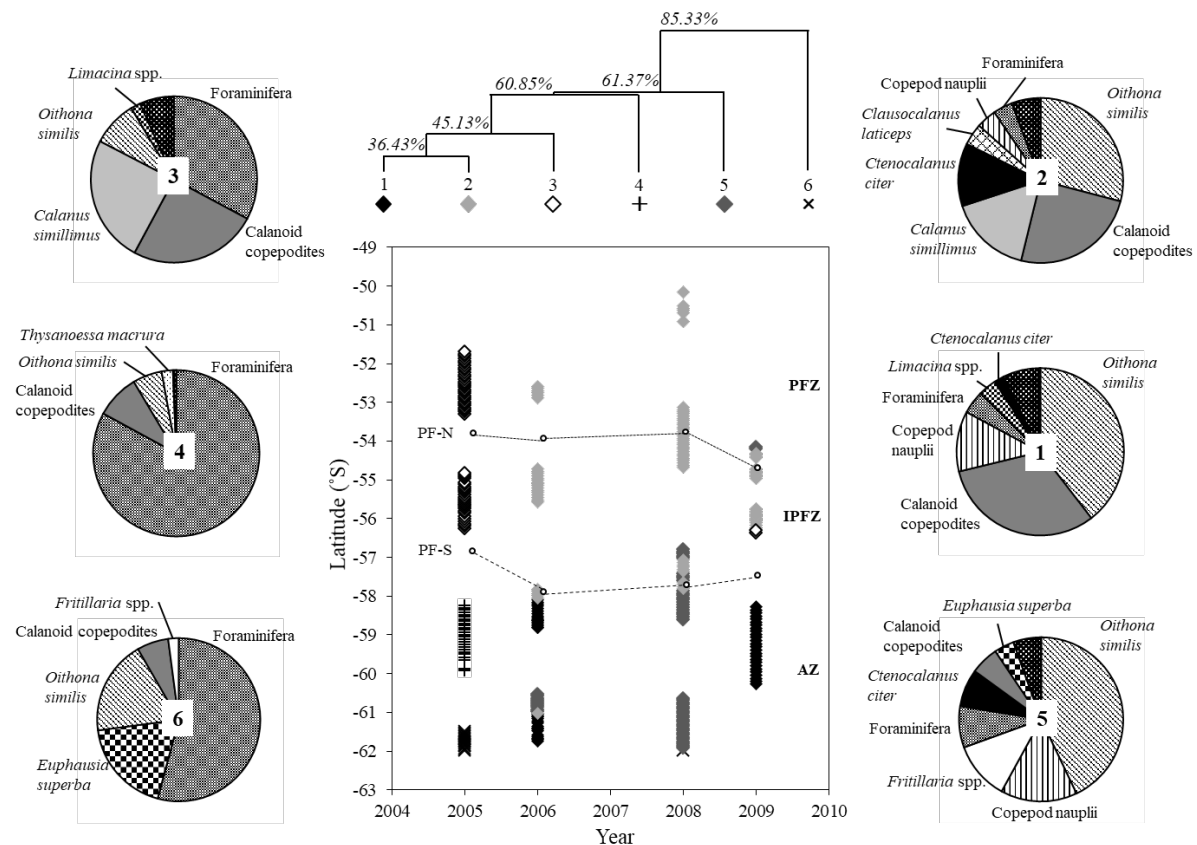 85.33%
60.85%
61.37%
45.13%
36.43%
1
2
3
4
5
6
Limacina spp.
Foraminifera
Oithona
similis
3
Calanus
simillimus
Calanoid
copepodites
Foraminifera
Copepod nauplii
Oithona
similis
Clausocalanus
laticeps
Ctenocalanus
citer
2
Calanus
simillimus
Calanoid
copepodites
Thysanoessa macrura
Oithona similis
Foraminifera
Calanoid
copepodites
4
Ctenocalanus citer
Limacina spp.
Oithona
similis
Foraminifera
Copepod
nauplii
1
Calanoid
copepodites
Fritillaria spp.
Calanoid copepodites
Foraminifera
Oithona
similis
6
Euphausia
superba
Euphausia superba
Calanoid
copepodites
Oithona
similis
Ctenocalanus
citer
Foraminifera
5
Fritillaria spp.
Copepod nauplii
Latitude (˚S)
-49
-50
-51
-52
-53
-54
-55
-56
-57
-58
-59
-60
-61
-62
-63
PFZ
PF-N
IPFZ
PF-S
AZ
2004
2005
2006
2007
2008
2009
2010
Year